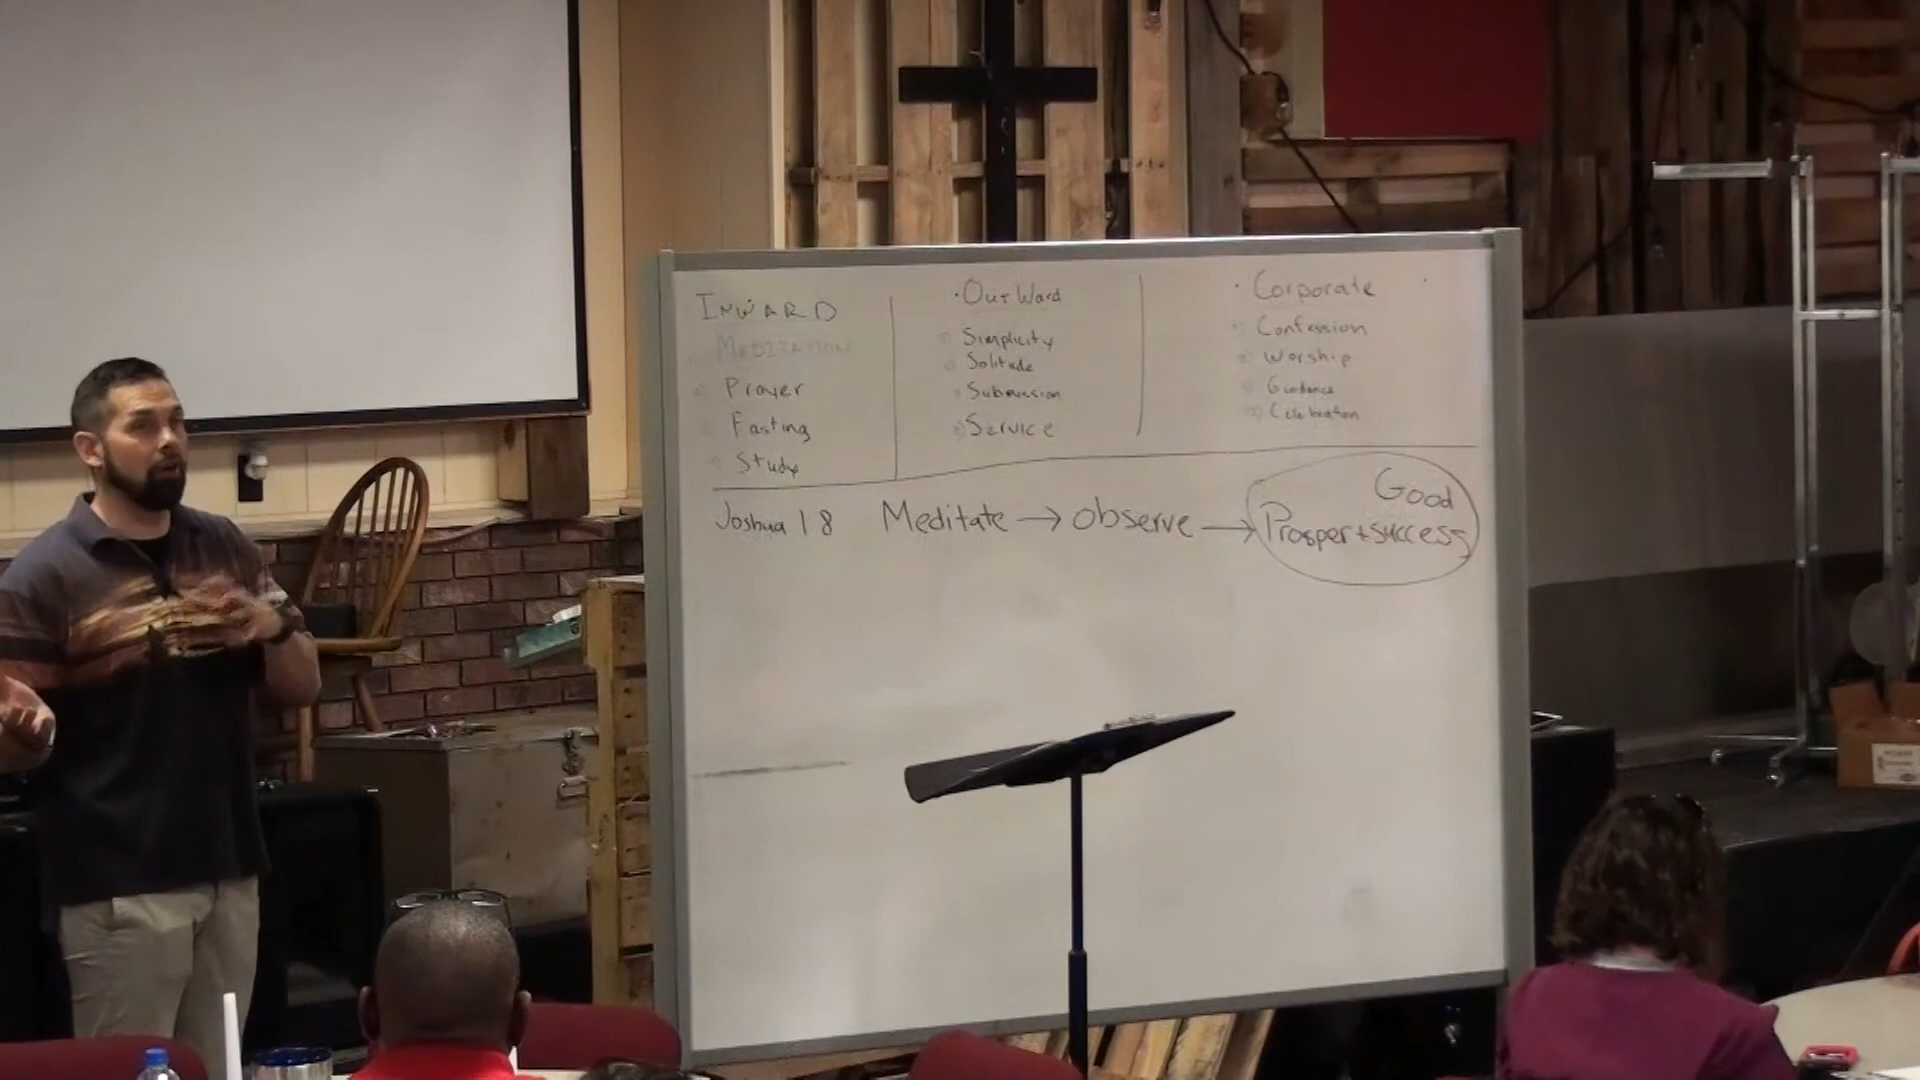 INWARD
MEDITATION
Prayer
Fasting
Study
· OutWard
Simplicity
Solitude
Submission
Service
· Corporate
Confession
Worship
Guidance
Celebration
Joshua 1 8 Meditate → observe → Good
Prosper + success